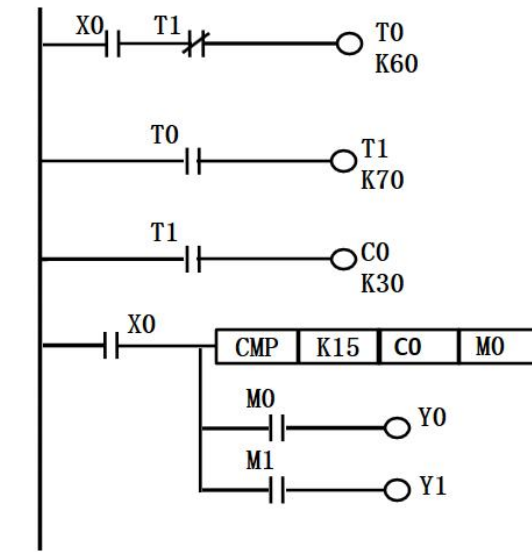 X0 T1 T0
K60
T0 T1
K70
T1 C0
K30
X0
CMP K15 C0 M0
M0 Y0
M1 Y1